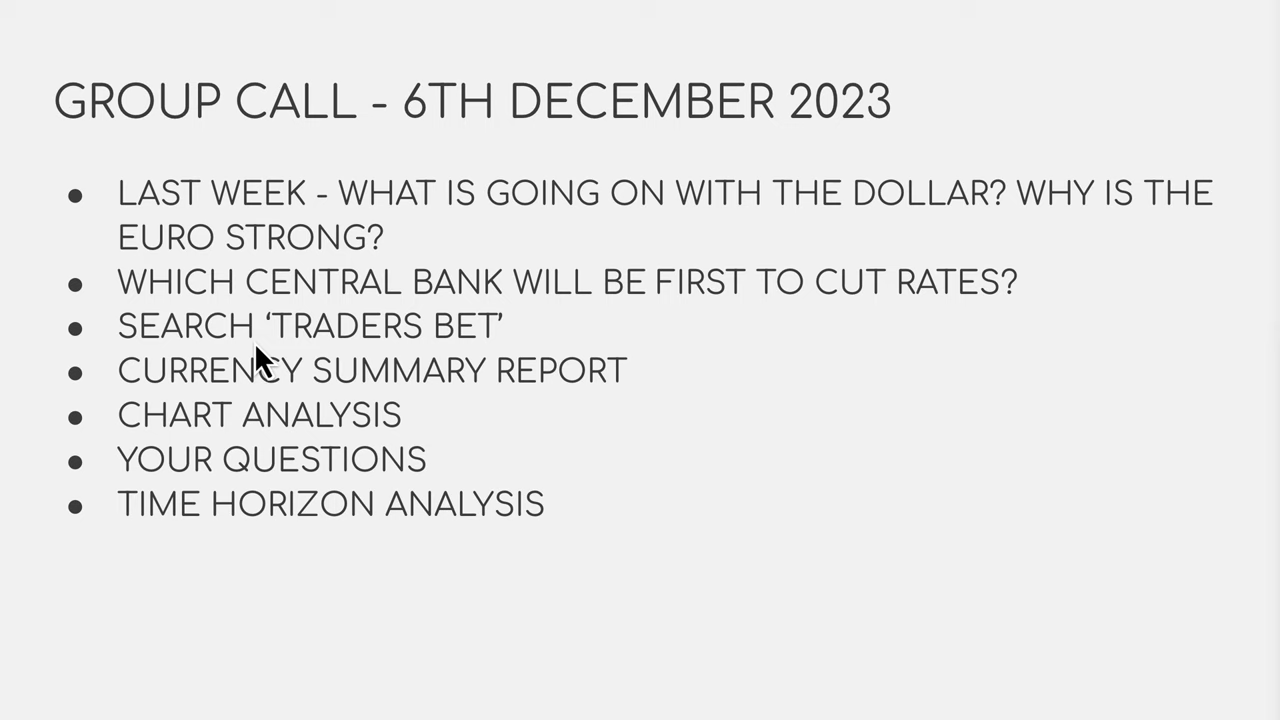 GROUP CALL - 6TH DECEMBER 2023
● LAST WEEK - WHAT IS GOING ON WITH THE DOLLAR? WHY IS THE
EURO STRONG?
● WHICH CENTRAL BANK WILL BE FIRST TO CUT RATES?
● SEARCH ‘TRADERS BET’
● CURRENCY SUMMARY REPORT
● CHART ANALYSIS
● YOUR QUESTIONS
● TIME HORIZON ANALYSIS